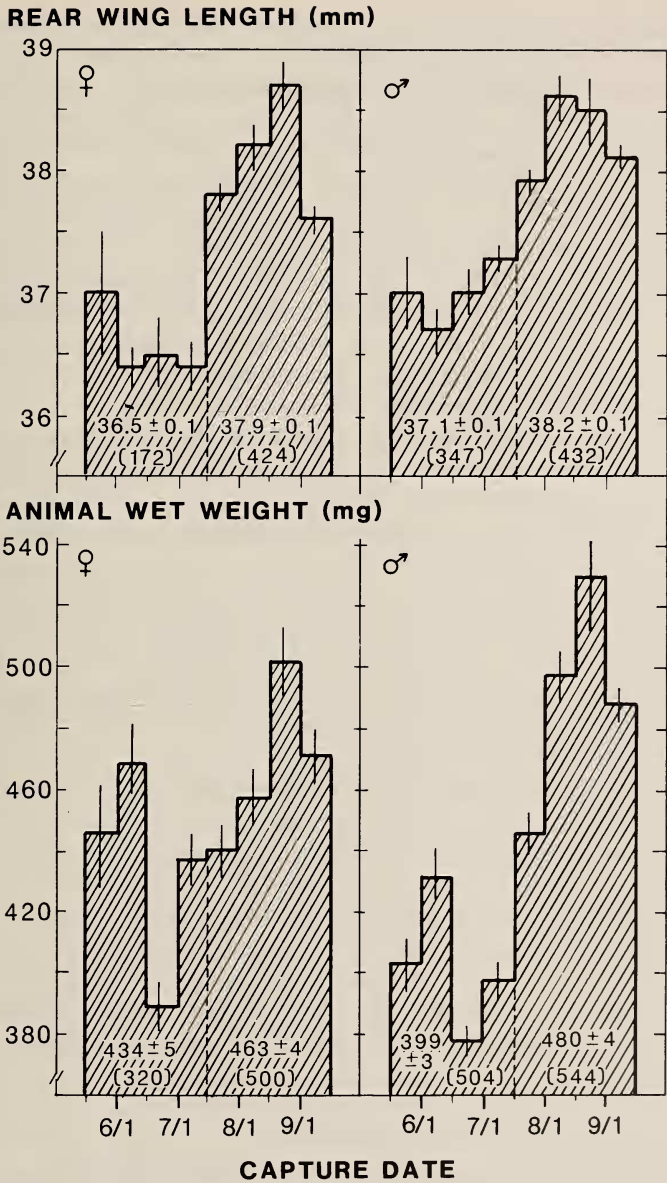 REAR WING LENGTH (mm)
39
♀ ♂
38
37
36
36.5 ± 0.1 37.9 ± 0.1 37.1 ± 0.1 38.2 ± 0.1
(172) (424) (347) (432)
ANIMAL WET WEIGHT (mg)
540
♀ ♂
500
460
420
380
434 ± 5 463 ± 4 399 ±3 480 ± 4
(320) (500) (504) (544)
6/1 7/1 8/1 9/1 6/1 7/1 8/1 9/1
CAPTURE DATE